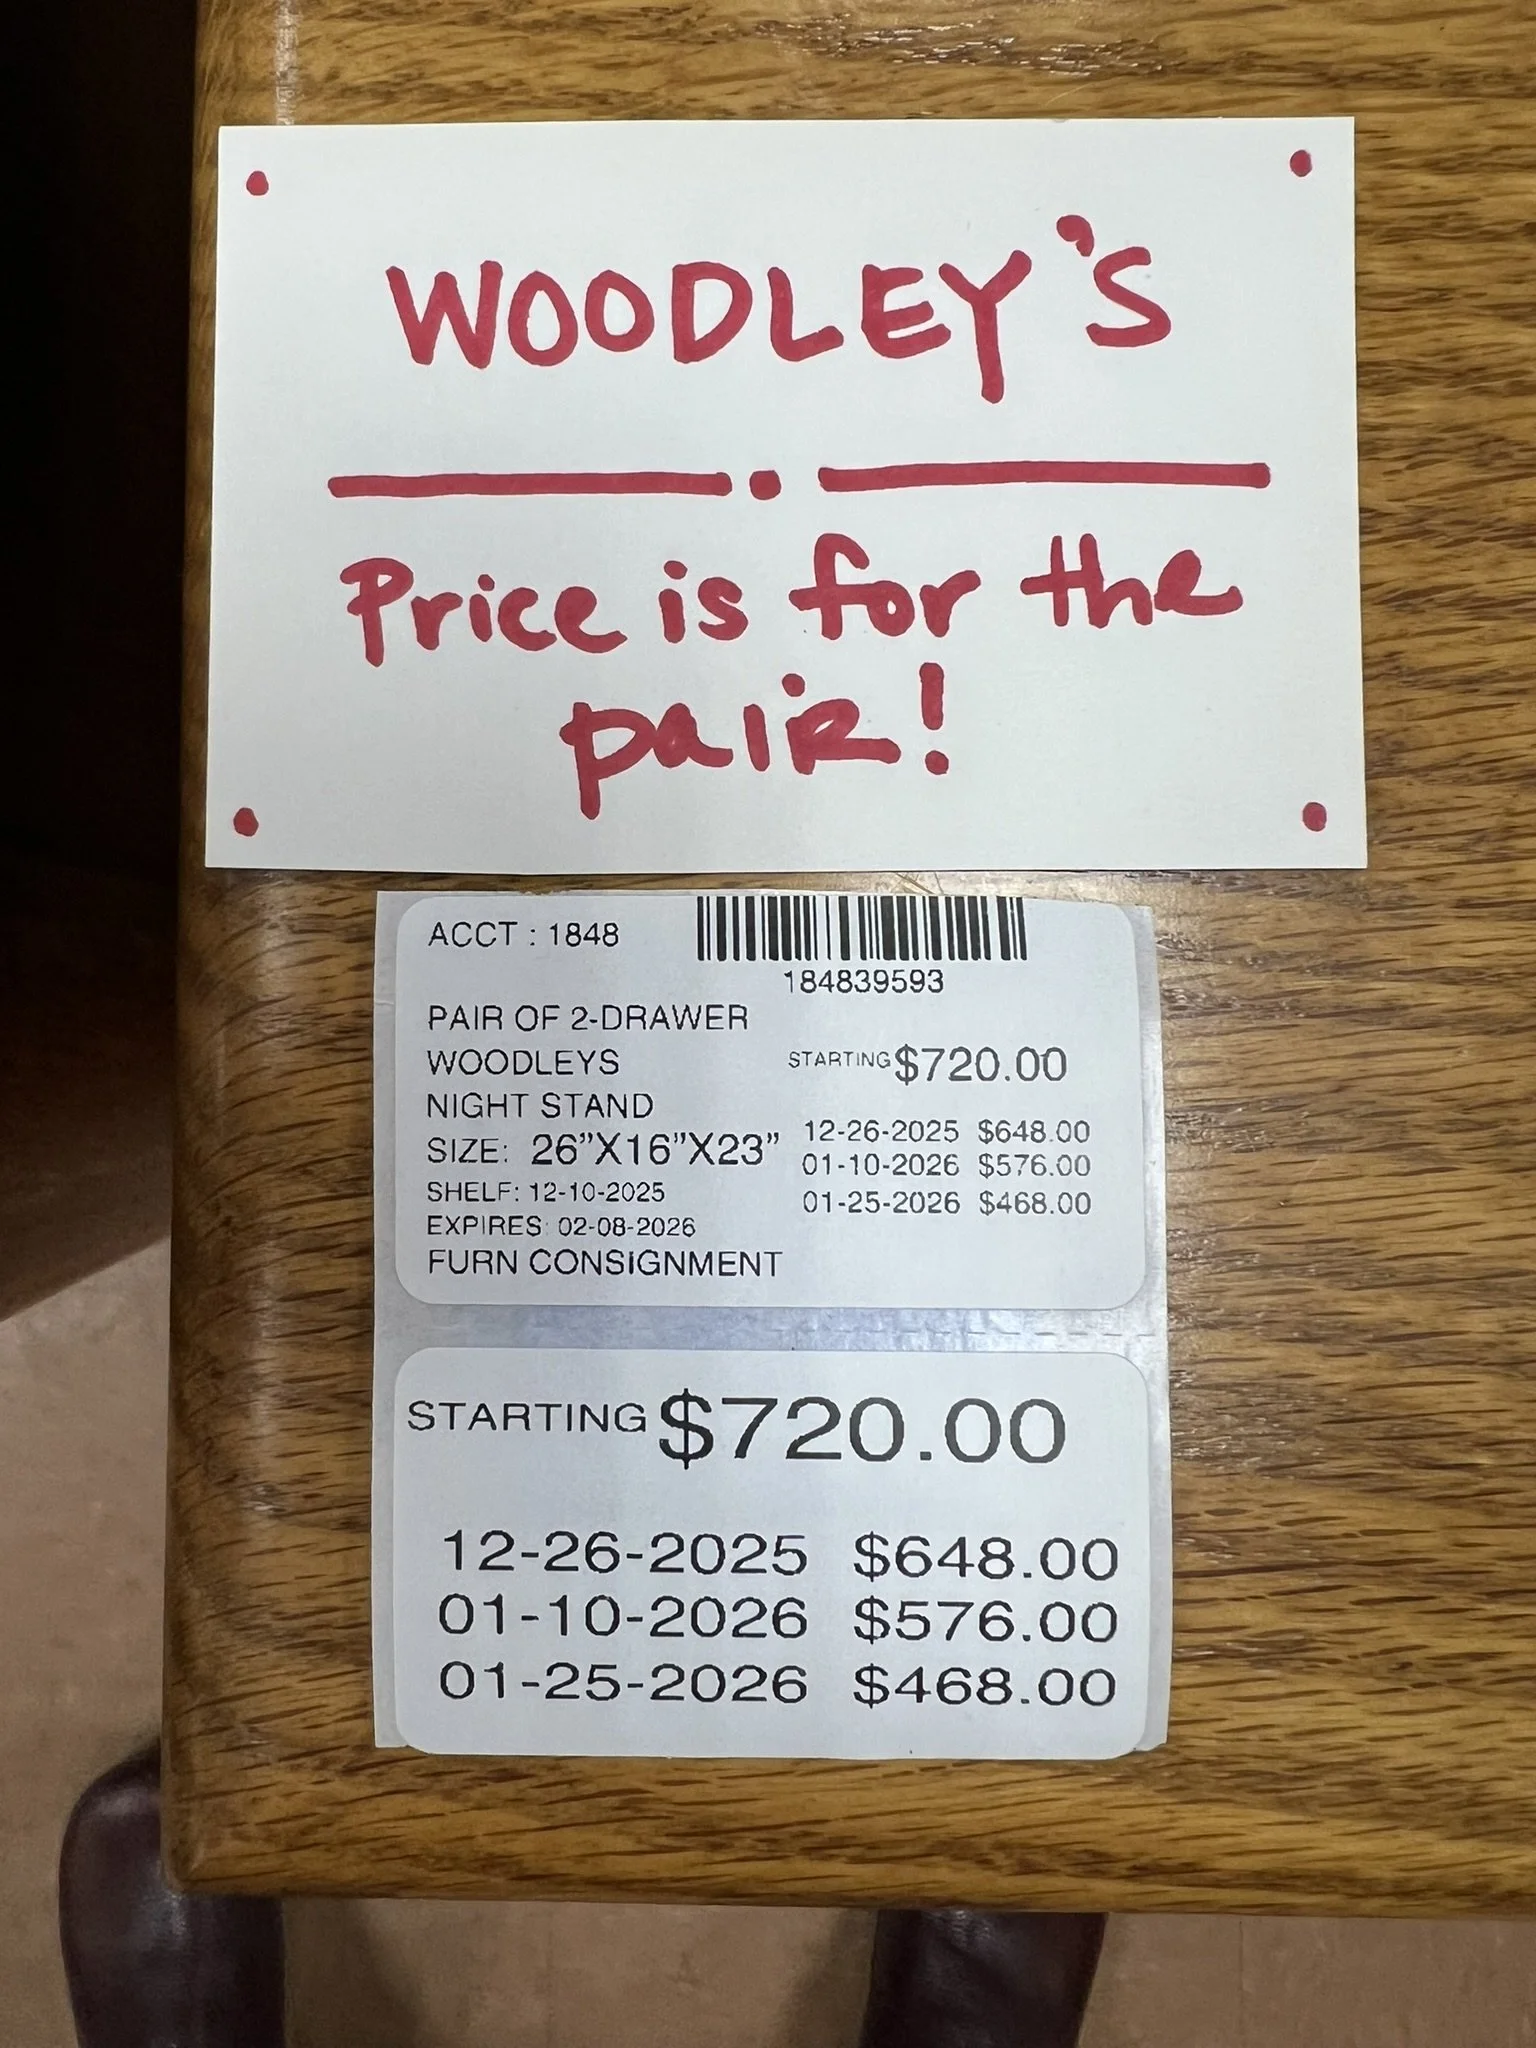 WOODLEY'S
Price is for the
pair!
ACCT : 1848
184839593
PAIR OF 2-DRAWER
WOODLEYS
NIGHT STAND
SIZE: 26”X16”X23”
SHELF: 12-10-2025
EXPIRES: 02-08-2026
FURN CONSIGNMENT
STARTING $720.00
12-26-2025 $648.00
01-10-2026 $576.00
01-25-2026 $468.00
STARTING $720.00
12-26-2025 $648.00
01-10-2026 $576.00
01-25-2026 $468.00